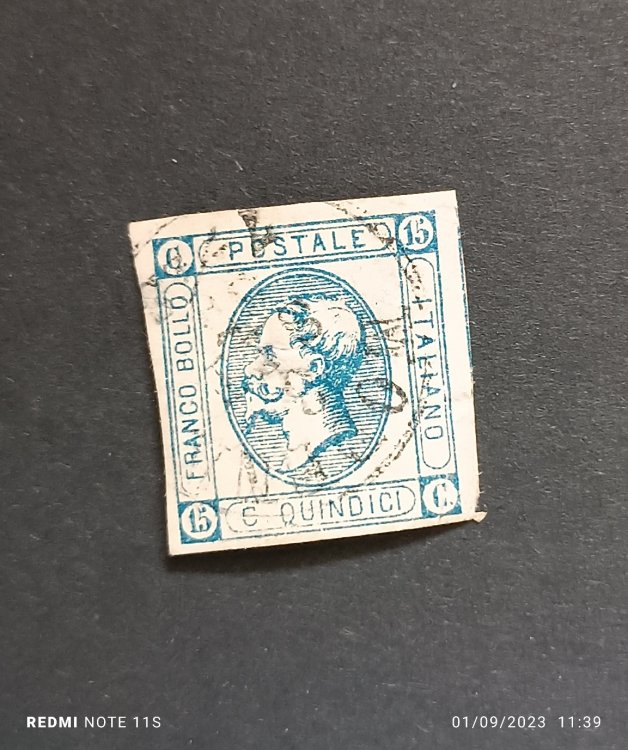 C.
POSTALE
15
FRANCO BOLLO
ITALIANO
15
C. QUINDICI
C.
REDMI NOTE 11S
01/09/2023 11:39